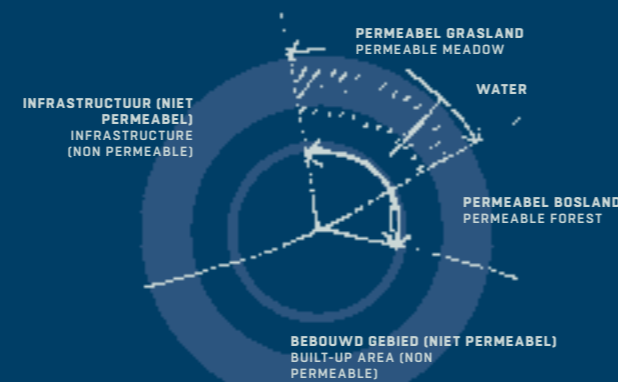 PERMEABEL GRASLAND
PERMEABLE MEADOW
WATER
INFRASTRUCTUUR (NIET
PERMEABEL)
INFRASTRUCTURE
(NON PERMEABLE)
PERMEABEL BOSLAND
PERMEABLE FOREST
BEBOUWD GEBIED (NIET PERMEABEL)
BUILT-UP AREA (NON
PERMEABLE)